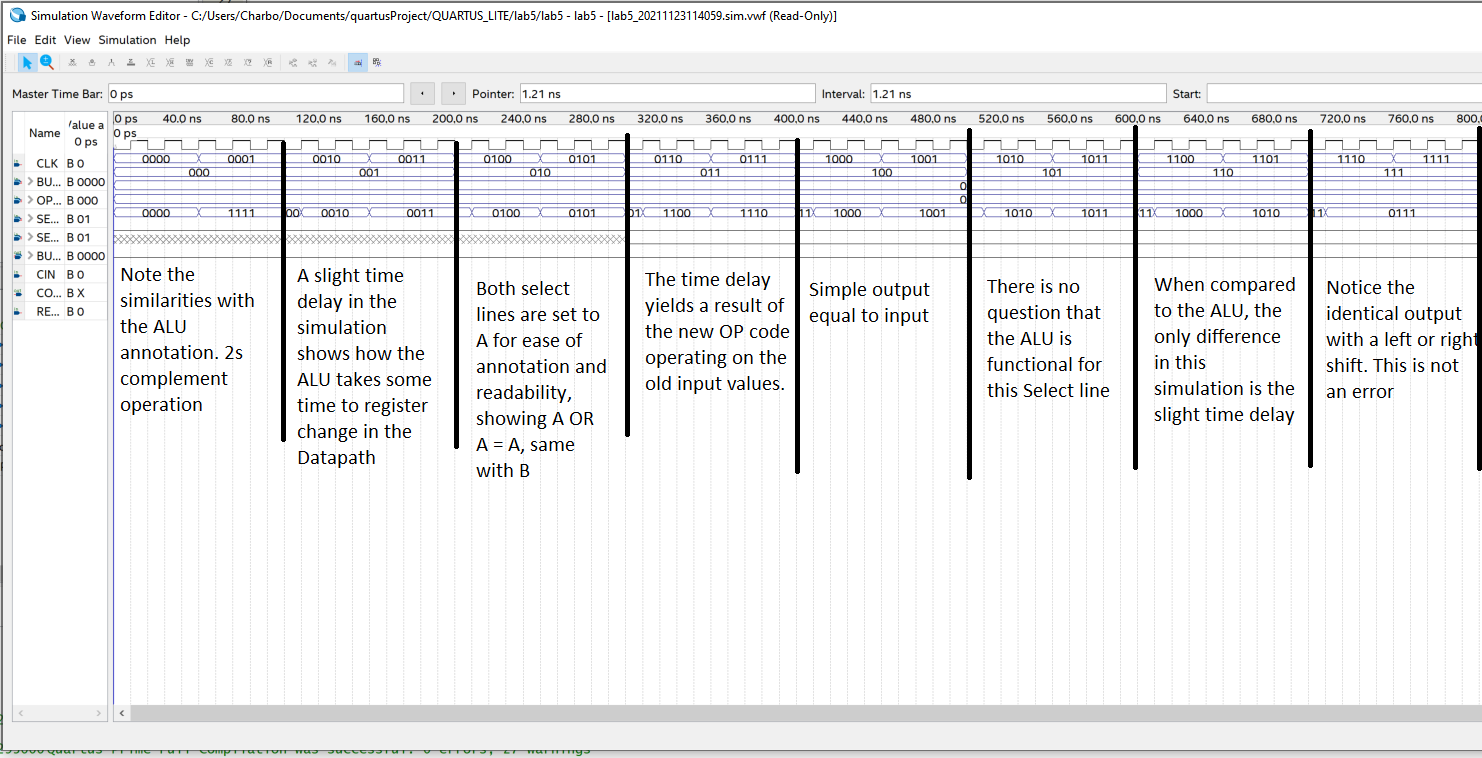 Simulation Waveform Editor - C:/Users/Charbo/Documents/quartusProject/QUARTUS_LITE/lab5/lab5 - lab5 - [lab5_20211123114059.sim.vwf (Read-Only)]
File Edit View Simulation Help
Master Time Bar: 0 ps Pointer: 1.21 ns Interval: 1.21 ns Start:
Name
Value a
0 ps
0 ps 40.0 ns 80.0 ns 120.0 ns 160.0 ns 200.0 ns 240.0 ns 280.0 ns 320.0 ns 360.0 ns 400.0 ns 440.0 ns 480.0 ns 520.0 ns 560.0 ns 600.0 ns 640.0 ns 680.0 ns 720.0 ns 760.0 ns 800.
0 ps
CLK B 0
BU... B 0000
OP... B 000
SE... B 01
SE... B 01
BU... B 0000
CIN B 0
CO... B X
RE... B 0
0000 0001 0010 0011 0100 0101 0110 0111 1000 1001 1010 1011 1100 1101 1110 1111
000 001 010 011 100 101 110 111
0
0
0000 1111 00 0010 0011 0100 0101 01 1100 1110 11 1000 1001 1010 1011 11 1000 1010 11 0111
Note the
similarities with
the ALU
annotation. 2s
complement
operation
A slight time
delay in the
simulation
shows how the
ALU takes some
time to register
change in the
Datapath
Both select
lines are set to
A for ease of
annotation and
readability,
showing A OR
A = A, same
with B
The time delay
yields a result of
the new OP code
operating on the
old input values.
Simple output
equal to input
There is no
question that
the ALU is
functional for
this Select line
When compared
to the ALU, the
only difference
in this
simulation is the
slight time delay
Notice the
identical output
with a left or right
shift. This is not
an error